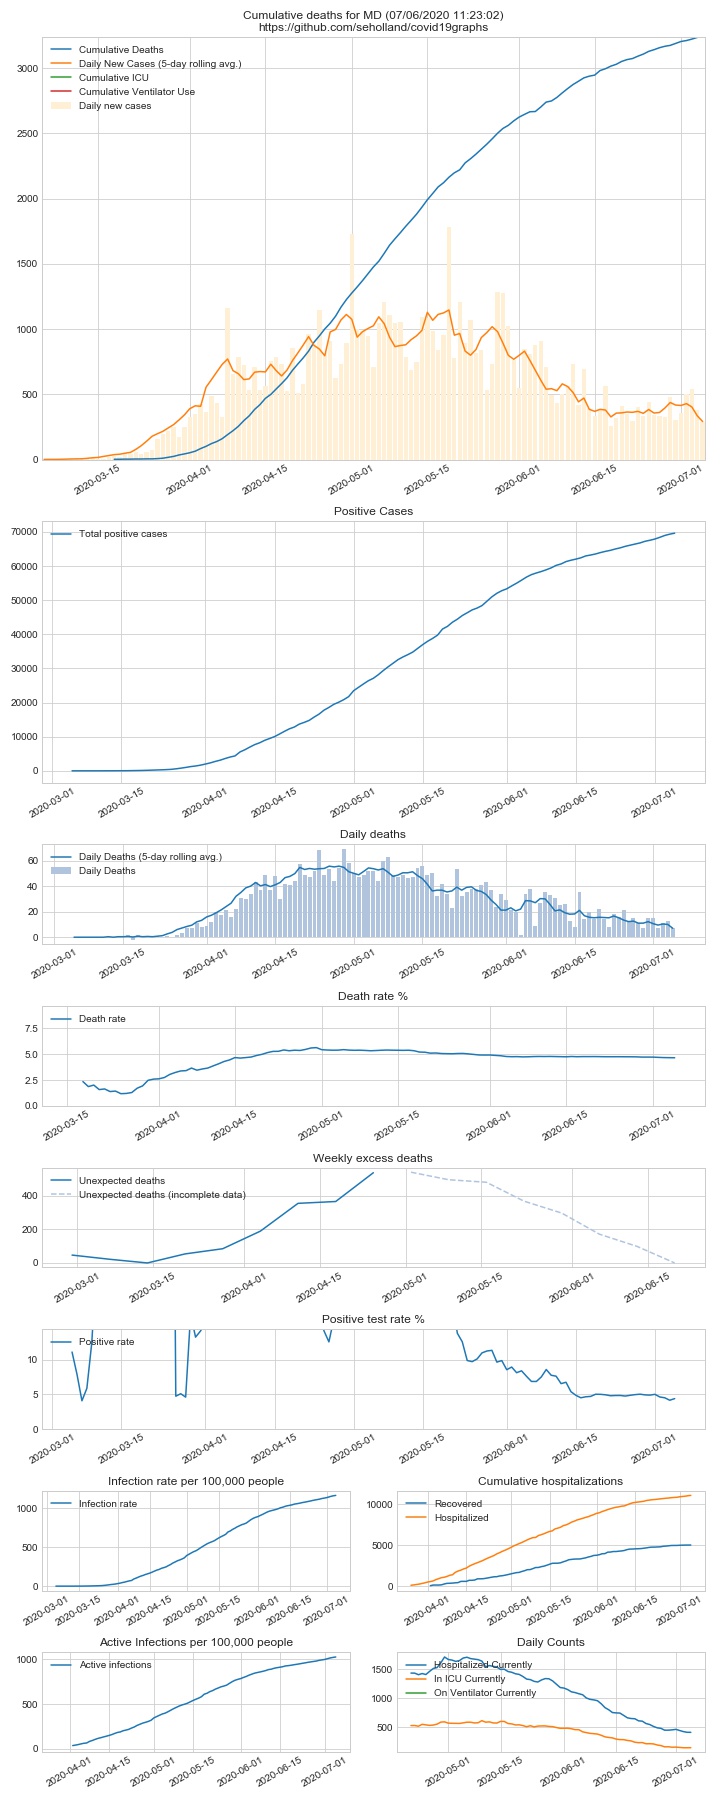 Cumulative deaths for MD (07/06/2020 11:23:02)
https://github.com/seholland/covid19graphs
Cumulative Deaths
Daily New Cases (5-day rolling avg.)
Cumulative ICU
Cumulative Ventilator Use
Daily new cases
3000
2500
2000
1500
1000
500
0
2020-03-15 2020-04-01 2020-04-15 2020-05-01 2020-05-15 2020-06-01 2020-06-15 2020-07-01
Positive Cases
Total positive cases
70000
60000
50000
40000
30000
20000
10000
0
2020-03-01 2020-03-15 2020-04-01 2020-04-15 2020-05-01 2020-05-15 2020-06-01 2020-06-15 2020-07-01
Daily deaths
Daily Deaths (5-day rolling avg.)
Daily Deaths
60
40
20
0
2020-03-01 2020-03-15 2020-04-01 2020-04-15 2020-05-01 2020-05-15 2020-06-01 2020-06-15 2020-07-01
Death rate %
Death rate
7.5
5.0
2.5
0.0
2020-03-15 2020-04-01 2020-04-15 2020-05-01 2020-05-15 2020-06-01 2020-06-15 2020-07-01
Weekly excess deaths
Unexpected deaths
Unexpected deaths (incomplete data)
400
200
0
2020-03-01 2020-03-15 2020-04-01 2020-04-15 2020-05-01 2020-05-15 2020-06-01 2020-06-15
Positive test rate %
Positive rate
10
5
0
2020-03-01 2020-03-15 2020-04-01 2020-04-15 2020-05-01 2020-05-15 2020-06-01 2020-06-15 2020-07-01
Infection rate per 100,000 people
Infection rate
1000
500
0
2020-03-01 2020-03-15 2020-04-01 2020-04-15 2020-05-01 2020-05-15 2020-06-01 2020-06-15 2020-07-01
Cumulative hospitalizations
Recovered
Hospitalized
10000
5000
0
2020-04-01 2020-04-15 2020-05-01 2020-05-15 2020-06-01 2020-06-15 2020-07-01
Active Infections per 100,000 people
Active infections
1000
500
0
2020-04-01 2020-04-15 2020-05-01 2020-05-15 2020-06-01 2020-06-15 2020-07-01
Daily Counts
Hospitalized Currently
In ICU Currently
On Ventilator Currently
1500
1000
500
2020-05-01 2020-05-15 2020-06-01 2020-06-15 2020-07-01